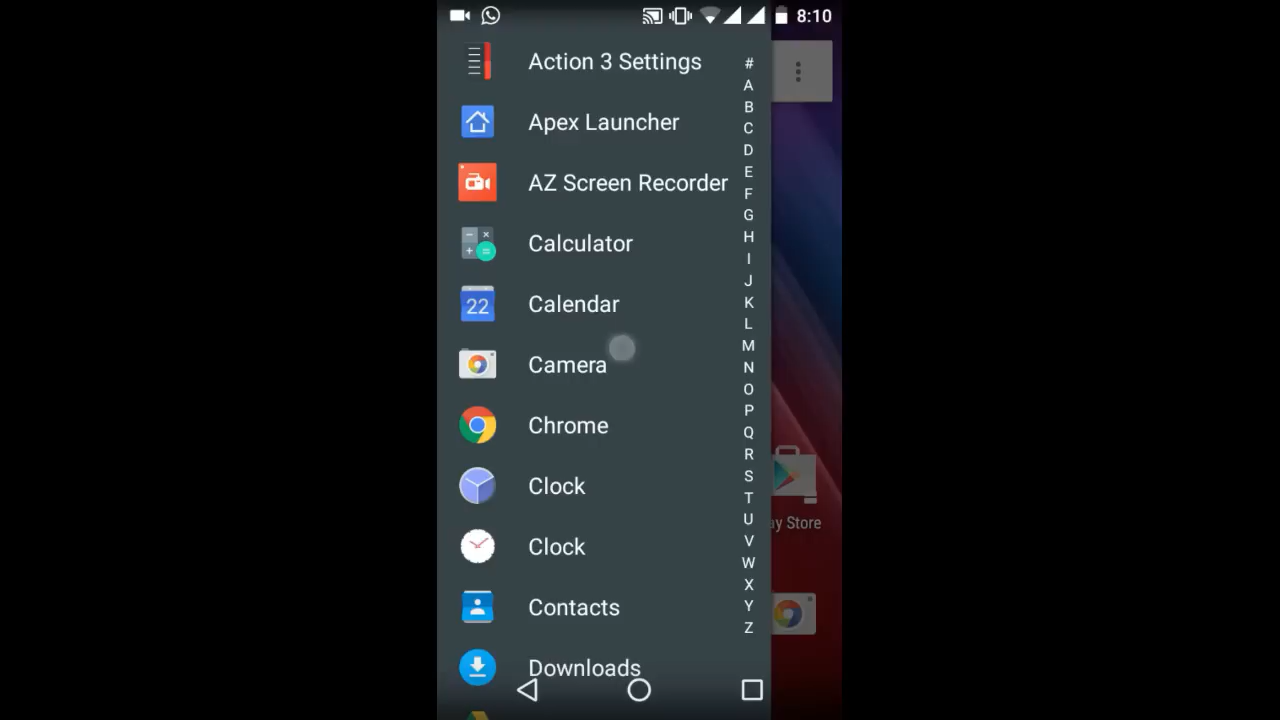 8:10
Action 3 Settings
Apex Launcher
AZ Screen Recorder
Calculator
22
Calendar
Camera
Chrome
Clock
Clock
Contacts
Downloads
#
A
B
C
D
E
F
G
H
I
J
K
L
M
N
O
P
Q
R
S
T
U
V
W
X
Y
Z
ay Store